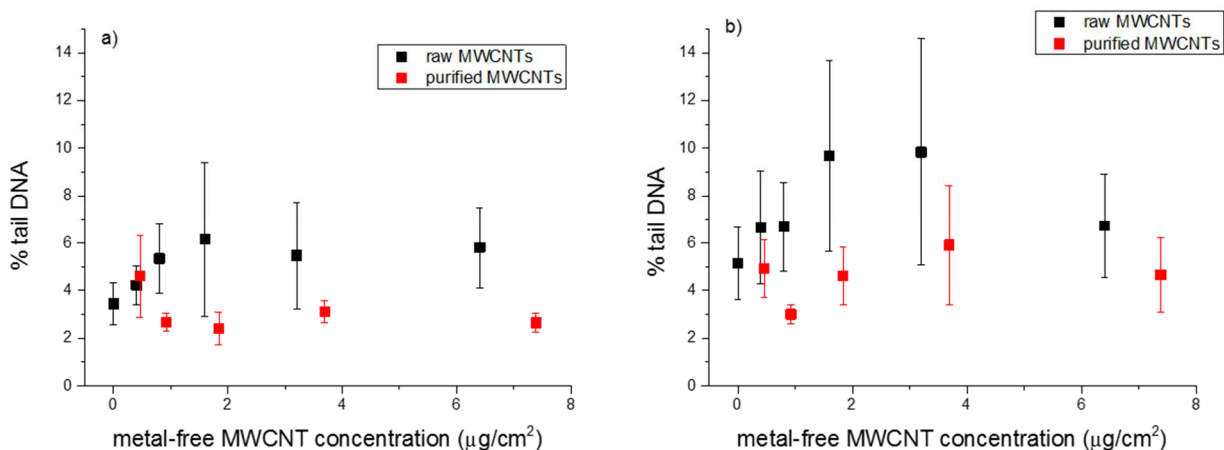 a)
raw MWCNTs
purified MWCNTs
14
12
10
8
6
4
2
0
% tail DNA
0 2 4 6 8
metal-free MWCNT concentration (μg/cm²)
b)
raw MWCNTs
purified MWCNTs
14
12
10
8
6
4
2
0
% tail DNA
0 2 4 6 8
metal-free MWCNT concentration (μg/cm²)